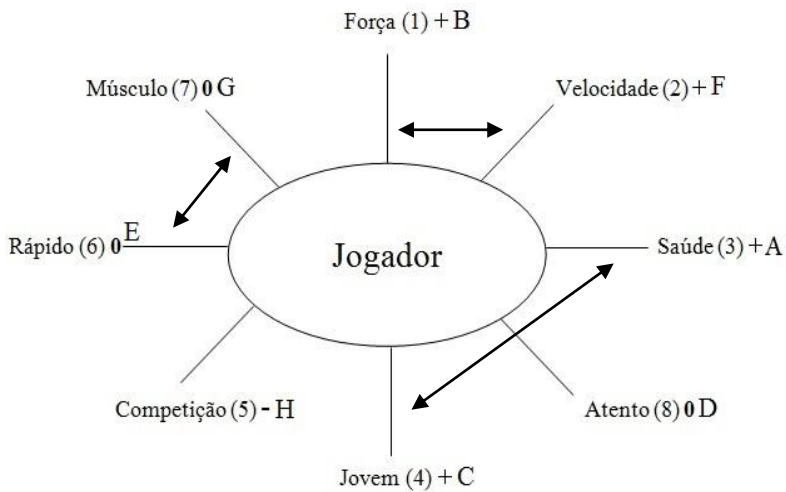 Força (1) + B
Músculo (7) 0 G
Velocidade (2) + F
Rápido (6) 0 E
Jogador
Saúde (3) + A
Competição (5) - H
Atento (8) 0 D
Jovem (4) + C